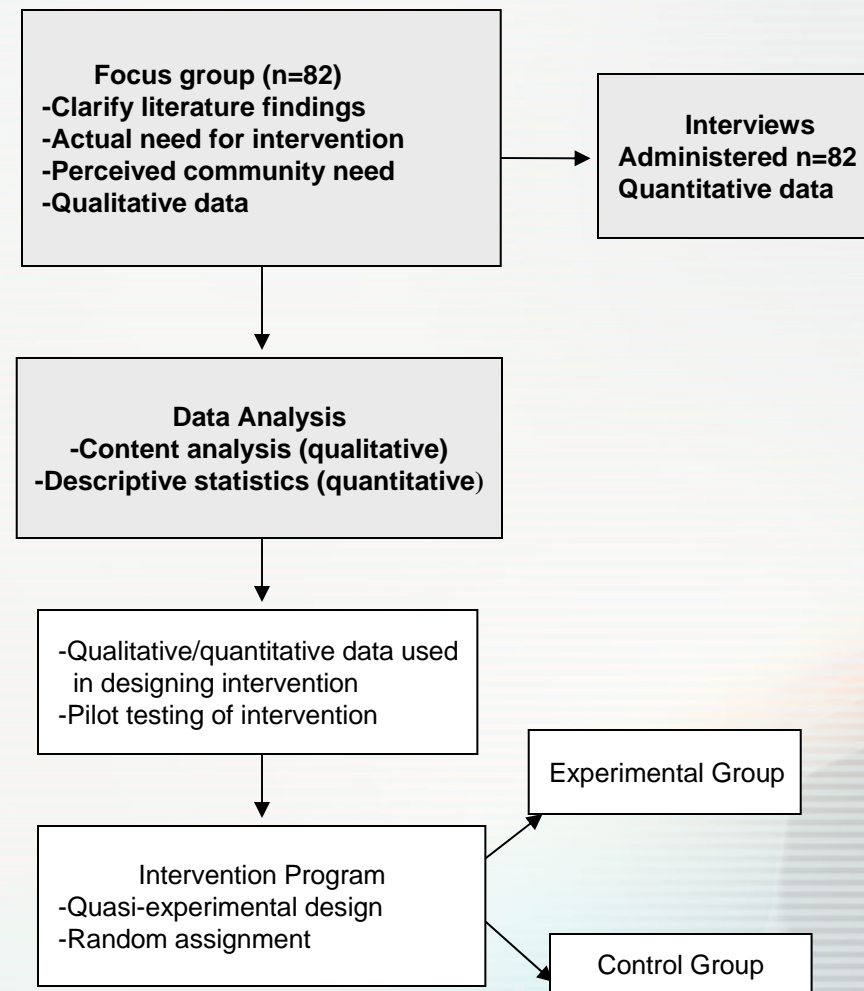 Focus group (n=82)
-Clarify literature findings
-Actual need for intervention
-Perceived community need
-Qualitative data
Interviews
Administered n=82
Quantitative data
Data Analysis
-Content analysis (qualitative)
-Descriptive statistics (quantitative)
-Qualitative/quantitative data used
in designing intervention
-Pilot testing of intervention
Experimental Group
Intervention Program
-Quasi-experimental design
-Random assignment
Control Group